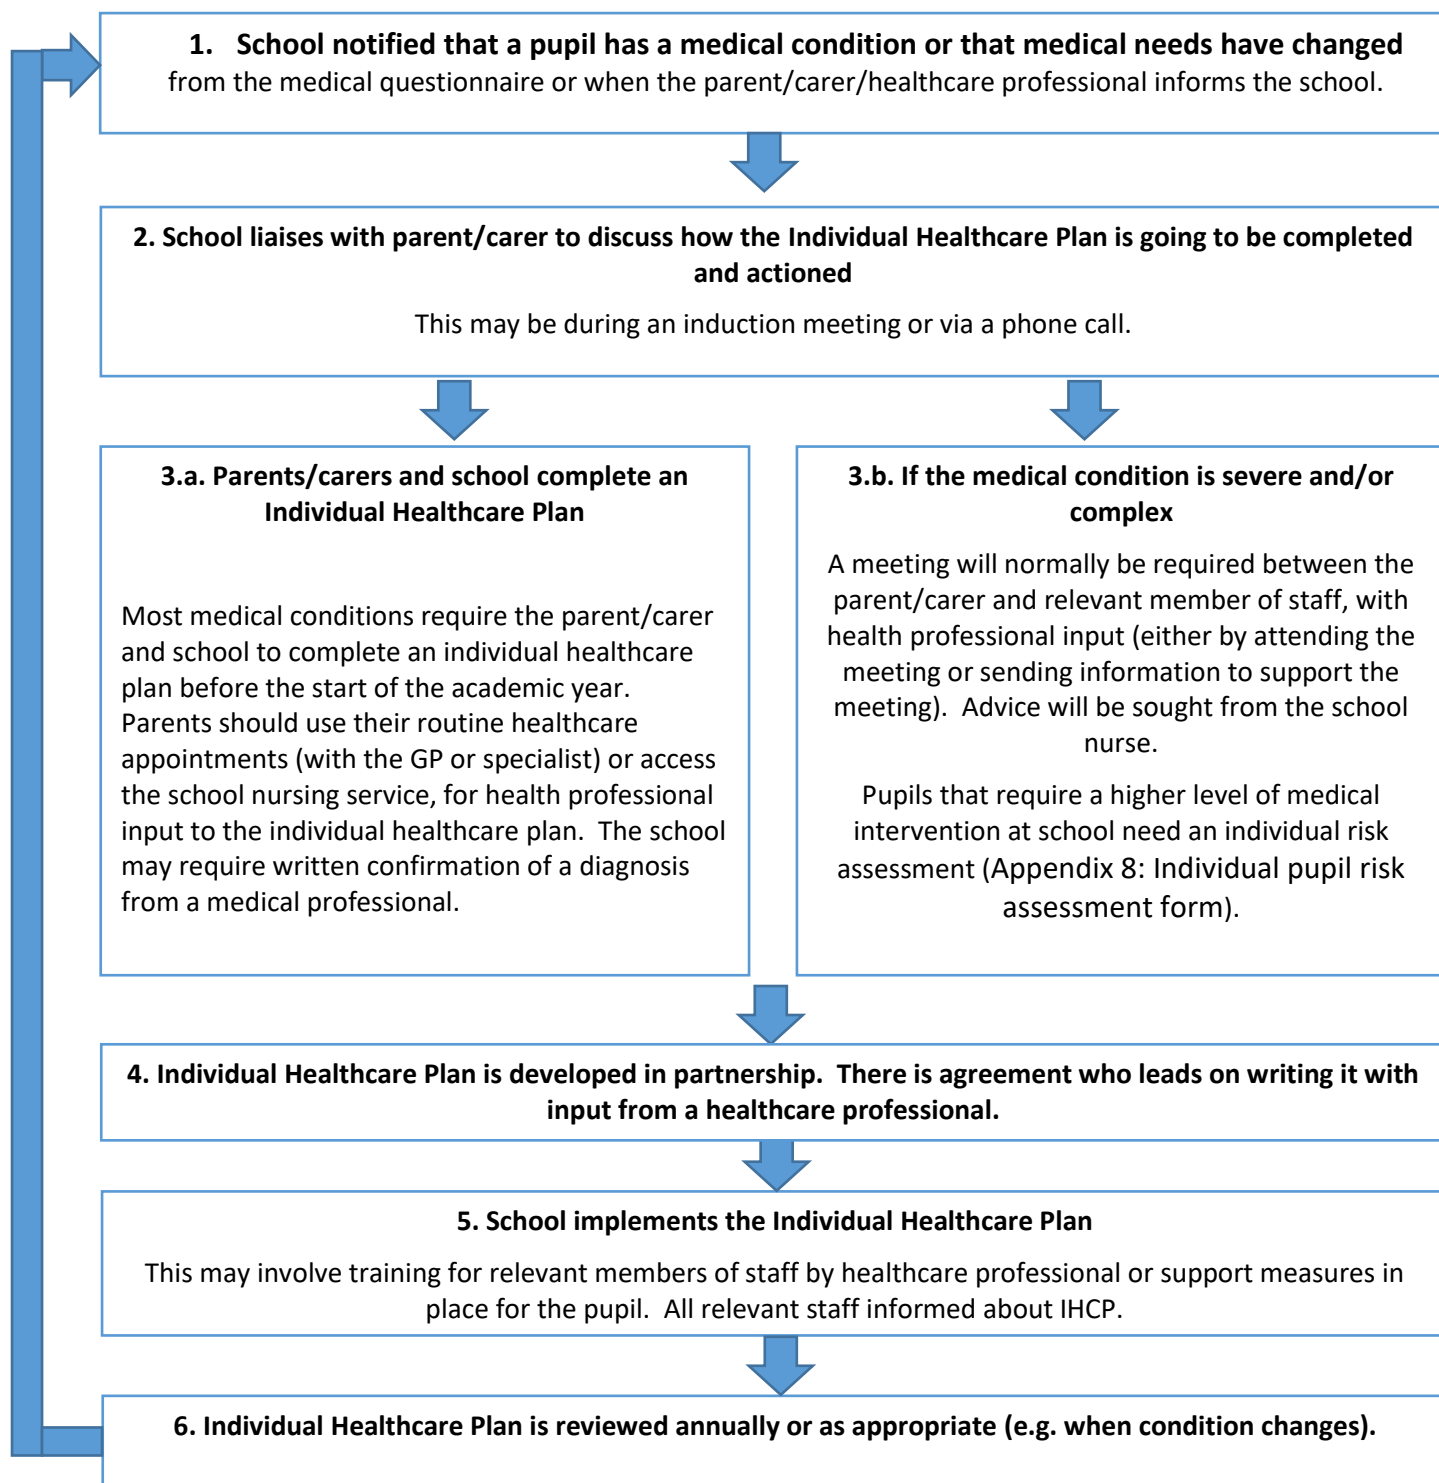 1. School notified that a pupil has a medical condition or that medical needs have changed
from the medical questionnaire or when the parent/carer/healthcare professional informs the school.
2. School liaises with parent/carer to discuss how the Individual Healthcare Plan is going to be completed
and actioned
This may be during an induction meeting or via a phone call.
3.a. Parents/carers and school complete an
Individual Healthcare Plan
Most medical conditions require the parent/carer
and school to complete an individual healthcare
plan before the start of the academic year.
Parents should use their routine healthcare
appointments (with the GP or specialist) or access
the school nursing service, for health professional
input to the individual healthcare plan.  The school
may require written confirmation of a diagnosis
from a medical professional.
3.b. If the medical condition is severe and/or
complex
A meeting will normally be required between the
parent/carer and relevant member of staff, with
health professional input (either by attending the
meeting or sending information to support the
meeting).  Advice will be sought from the school
nurse.
Pupils that require a higher level of medical
intervention at school need an individual risk
assessment (Appendix 8: Individual pupil risk
assessment form).
4. Individual Healthcare Plan is developed in partnership.  There is agreement who leads on writing it with
input from a healthcare professional.
5. School implements the Individual Healthcare Plan
This may involve training for relevant members of staff by healthcare professional or support measures in
place for the pupil.  All relevant staff informed about IHCP.
6. Individual Healthcare Plan is reviewed annually or as appropriate (e.g. when condition changes).